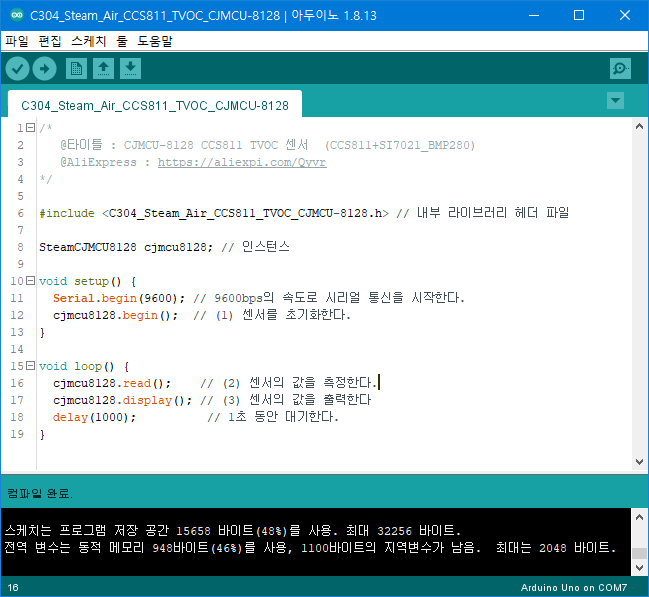 C304_Steam_Air_CCS811_TVOC_CJMCU-8128 | 아두이노 1.8.13
파일 편집 스케치 툴 도움말
C304_Steam_Air_CCS811_TVOC_CJMCU-8128
1 /*
2 @타이틀 : CJMCU-8128 CCS811 TVOC 센서 (CCS811+SI7021_BMP280)
3 @AliExpress : https://aliexpi.com/Qyvr
4 */
5
6 #include <C304_Steam_Air_CCS811_TVOC_CJMCU-8128.h> // 내부 라이브러리 헤더 파일
7
8 SteamCJMCU8128 cjmcu8128; // 인스턴스
9
10 void setup() {
11 Serial.begin(9600); // 9600bps의 속도로 시리얼 통신을 시작한다.
12 cjmcu8128.begin(); // (1) 센서를 초기화한다.
13 }
14
15 void loop() {
16 cjmcu8128.read(); // (2) 센서의 값을 측정한다.
17 cjmcu8128.display(); // (3) 센서의 값을 출력한다
18 delay(1000); // 1초 동안 대기한다.
19 }
컴파일 완료.
스케치는 프로그램 저장 공간 15658 바이트(48%)를 사용. 최대 32256 바이트.
전역 변수는 동적 메모리 948바이트(46%)를 사용, 1100바이트의 지역변수가 남음. 최대는 2048 바이트.
16 Arduino Uno on COM7